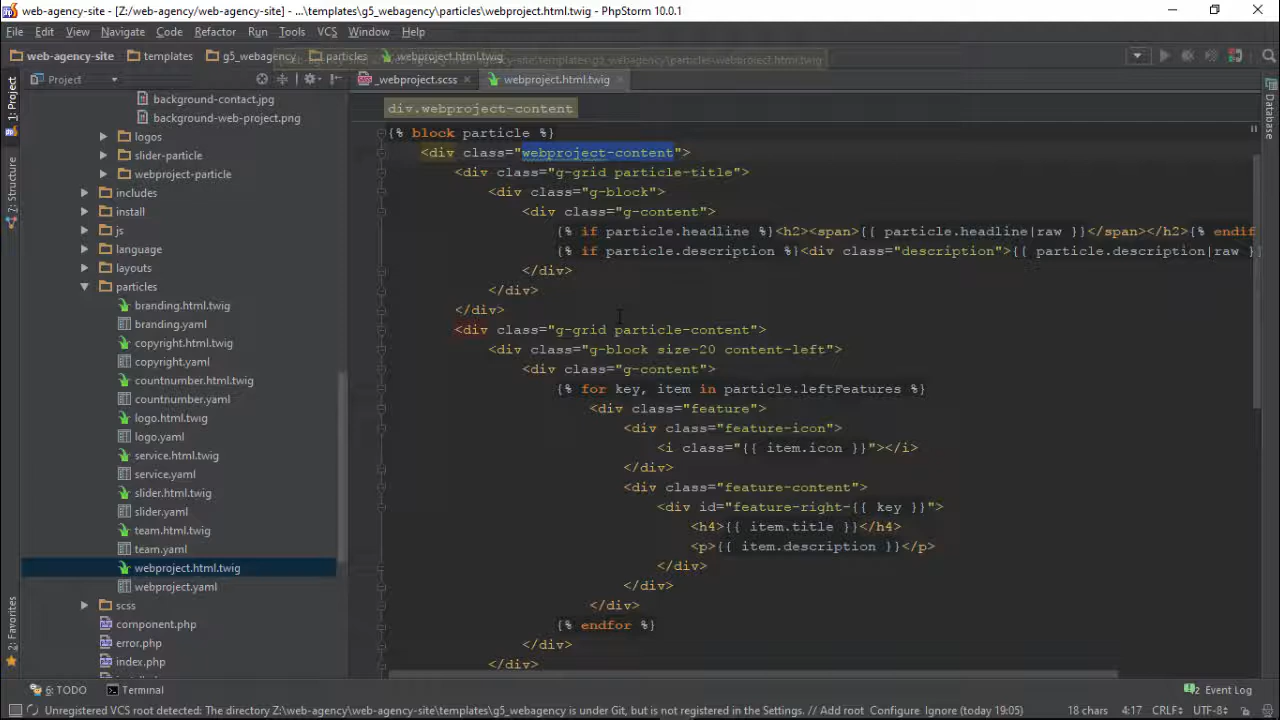 web-agency-site - [Z:/web-agency/web-agency-site] - ...\templates\g5_webagency\particles\webproject.html.twig - PhpStorm 10.0.1
File Edit View Navigate Code Refactor Run Tools VCS Window Help
web-agency-site templates g5_webagency particles webproject.html.twig
1: Project
7: Structure
2: Favorites
Project
background-contact.jpg
background-web-project.png
logos
slider-particle
webproject-particle
includes
install
js
language
layouts
particles
branding.html.twig
branding.yaml
copyright.html.twig
copyright.yaml
countnumber.html.twig
countnumber.yaml
logo.html.twig
logo.yaml
service.html.twig
service.yaml
slider.html.twig
slider.yaml
team.html.twig
team.yaml
webproject.html.twig
webproject.yaml
scss
component.php
error.php
index.php
_webproject.scss webproject.html.twig
div.webproject-content
{% block particle %}
<div class="webproject-content">
<div class="g-grid particle-title">
<div class="g-block">
<div class="g-content">
{% if particle.headline %}<h2><span>{{ particle.headline|raw }}</span></h2>{% endif
{% if particle.description %}<div class="description">{{ particle.description|raw }
</div>
</div>
</div>
<div class="g-grid particle-content">
<div class="g-block size-20 content-left">
<div class="g-content">
{% for key, item in particle.leftFeatures %}
<div class="feature">
<div class="feature-icon">
<i class="{{ item.icon }}"></i>
</div>
<div class="feature-content">
<div id="feature-right-{{ key }}">
<h4>{{ item.title }}</h4>
<p>{{ item.description }}</p>
</div>
</div>
</div>
{% endfor %}
</div>
</div>
Database
6: TODO Terminal Event Log
Unregistered VCS root detected: The directory Z:\web-agency\web-agency-site\templates\g5_webagency is under Git, but is not registered in the Settings. // Add root Configure Ignore (today 19:05) 18 chars 4:17 CRLF UTF-8